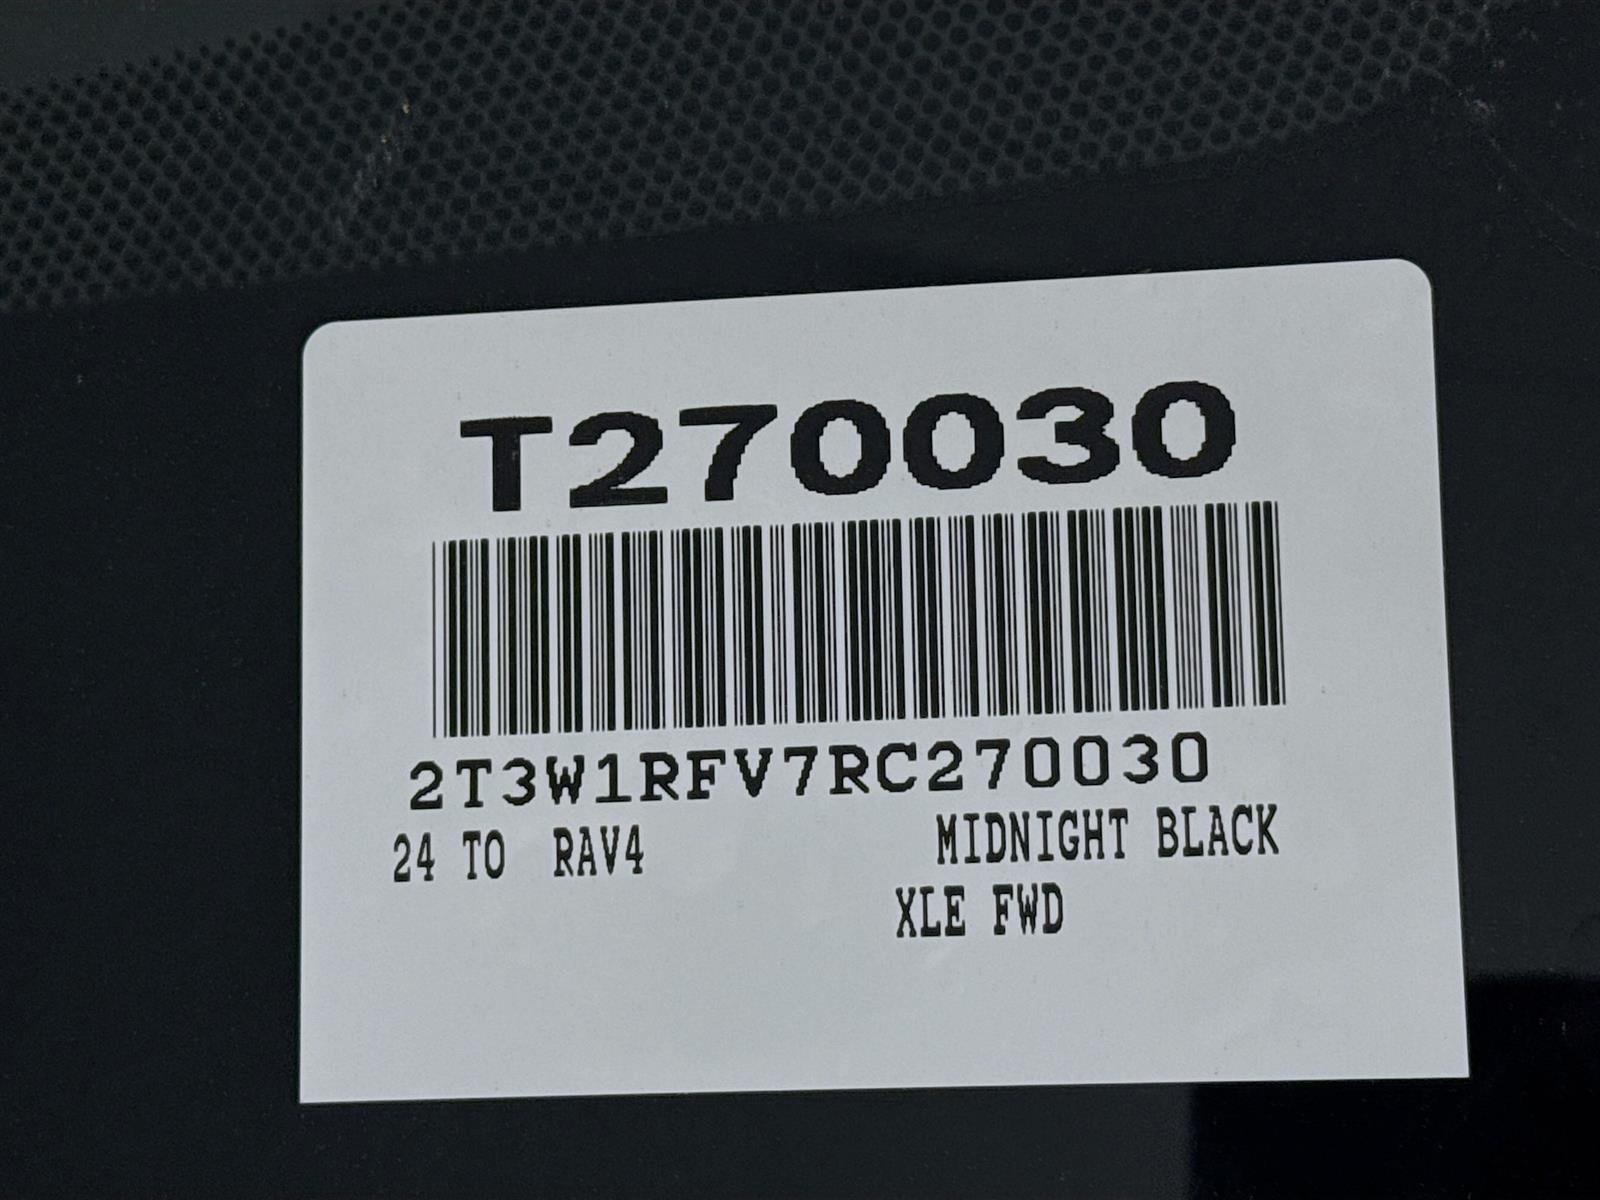 T270030
2T3W1RFV7RC270030
24 TO RAV4 MIDNIGHT BLACK
XLE FWD